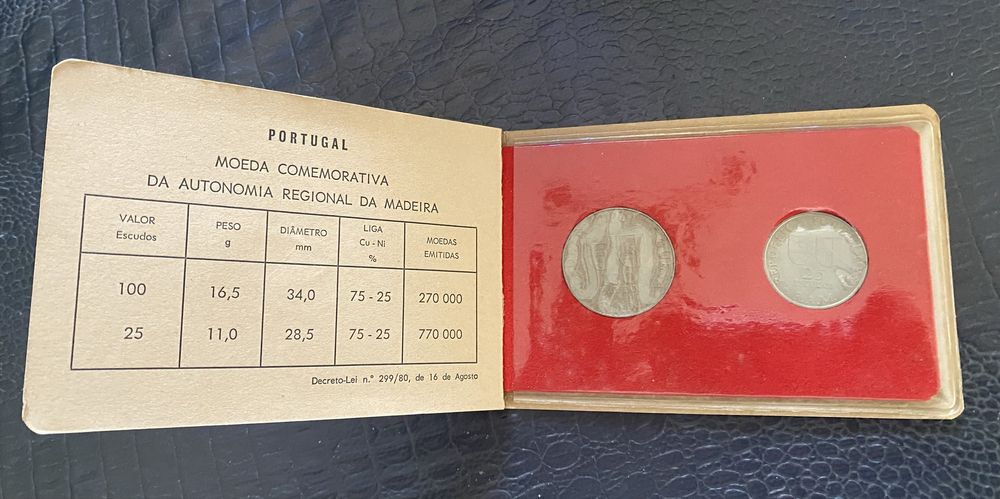 PORTUGAL
MOEDA COMEMORATIVA
DA AUTONOMIA REGIONAL DA MADEIRA
VALOR Escudos PESO g DIÂMETRO mm LIGA Cu - Ni % MOEDAS EMITIDAS
100 16,5 34,0 75 - 25 270 000
25 11,0 28,5 75 - 25 770 000
Decreto-Lei n.º 299/80, de 16 de Agosto